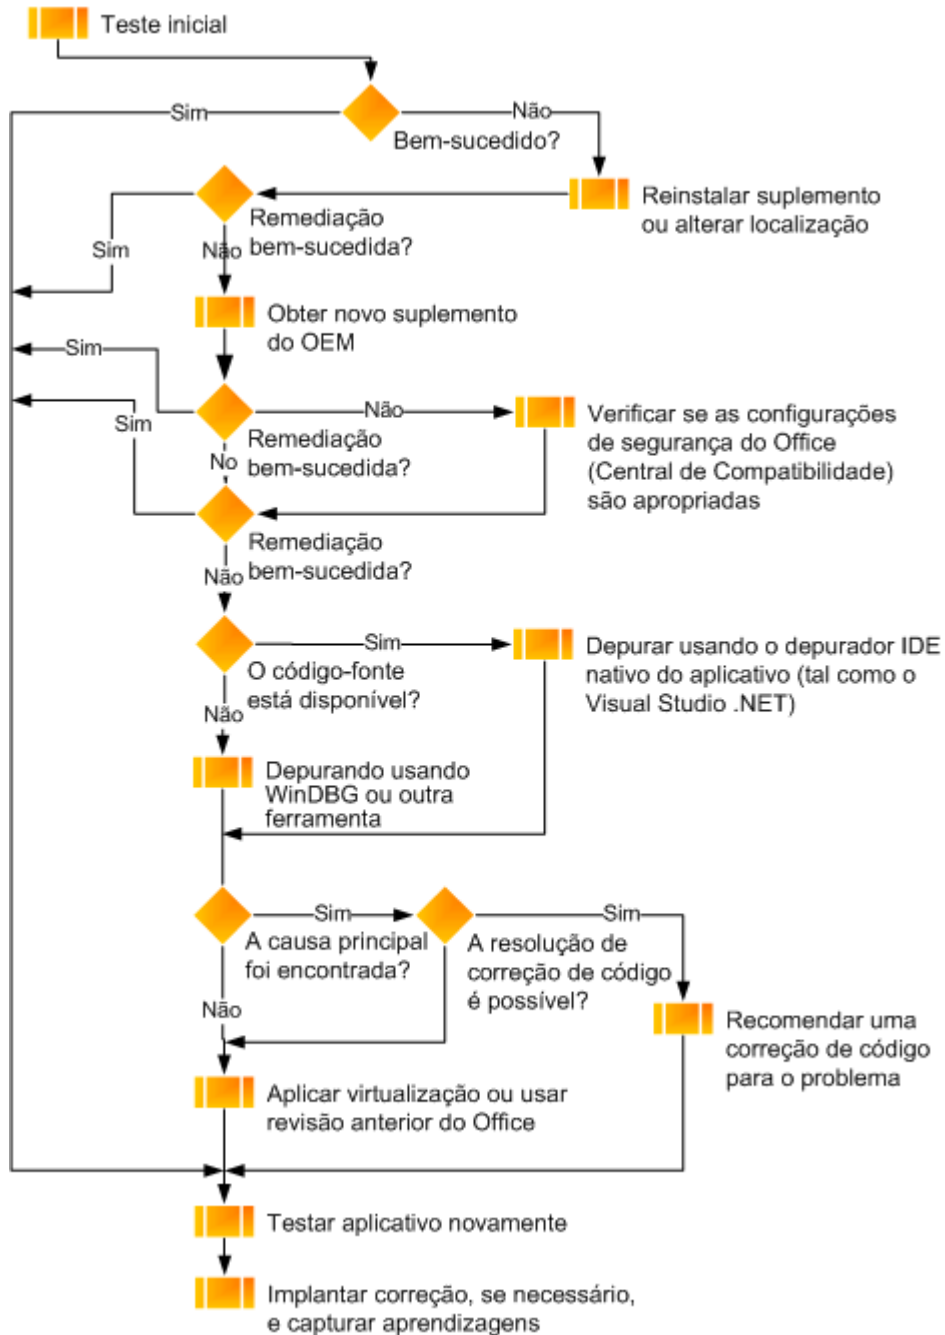 Teste inicial
Sim
Não
Bem-sucedido?
Reinstalar suplemento
ou alterar localização
Remediação
bem-sucedida?
Sim
Não
Obter novo suplemento
do OEM
Sim
Não
Verificar se as configurações
de segurança do Office
(Central de Compatibilidade)
são apropriadas
Sim
Remediação
bem-sucedida?
No
Remediação
bem-sucedida?
Não
Sim
Depurar usando o depurador IDE
nativo do aplicativo (tal como o
Visual Studio .NET)
O código-fonte
está disponível?
Não
Depurando usando
WinDBG ou outra
ferramenta
Sim
Sim
A causa principal
foi encontrada?
A resolução de
correção de código
é possível?
Não
Recomendar uma
correção de código
para o problema
Aplicar virtualização ou usar
revisão anterior do Office
Testar aplicativo novamente
Implantar correção, se necessário,
e capturar aprendizagens